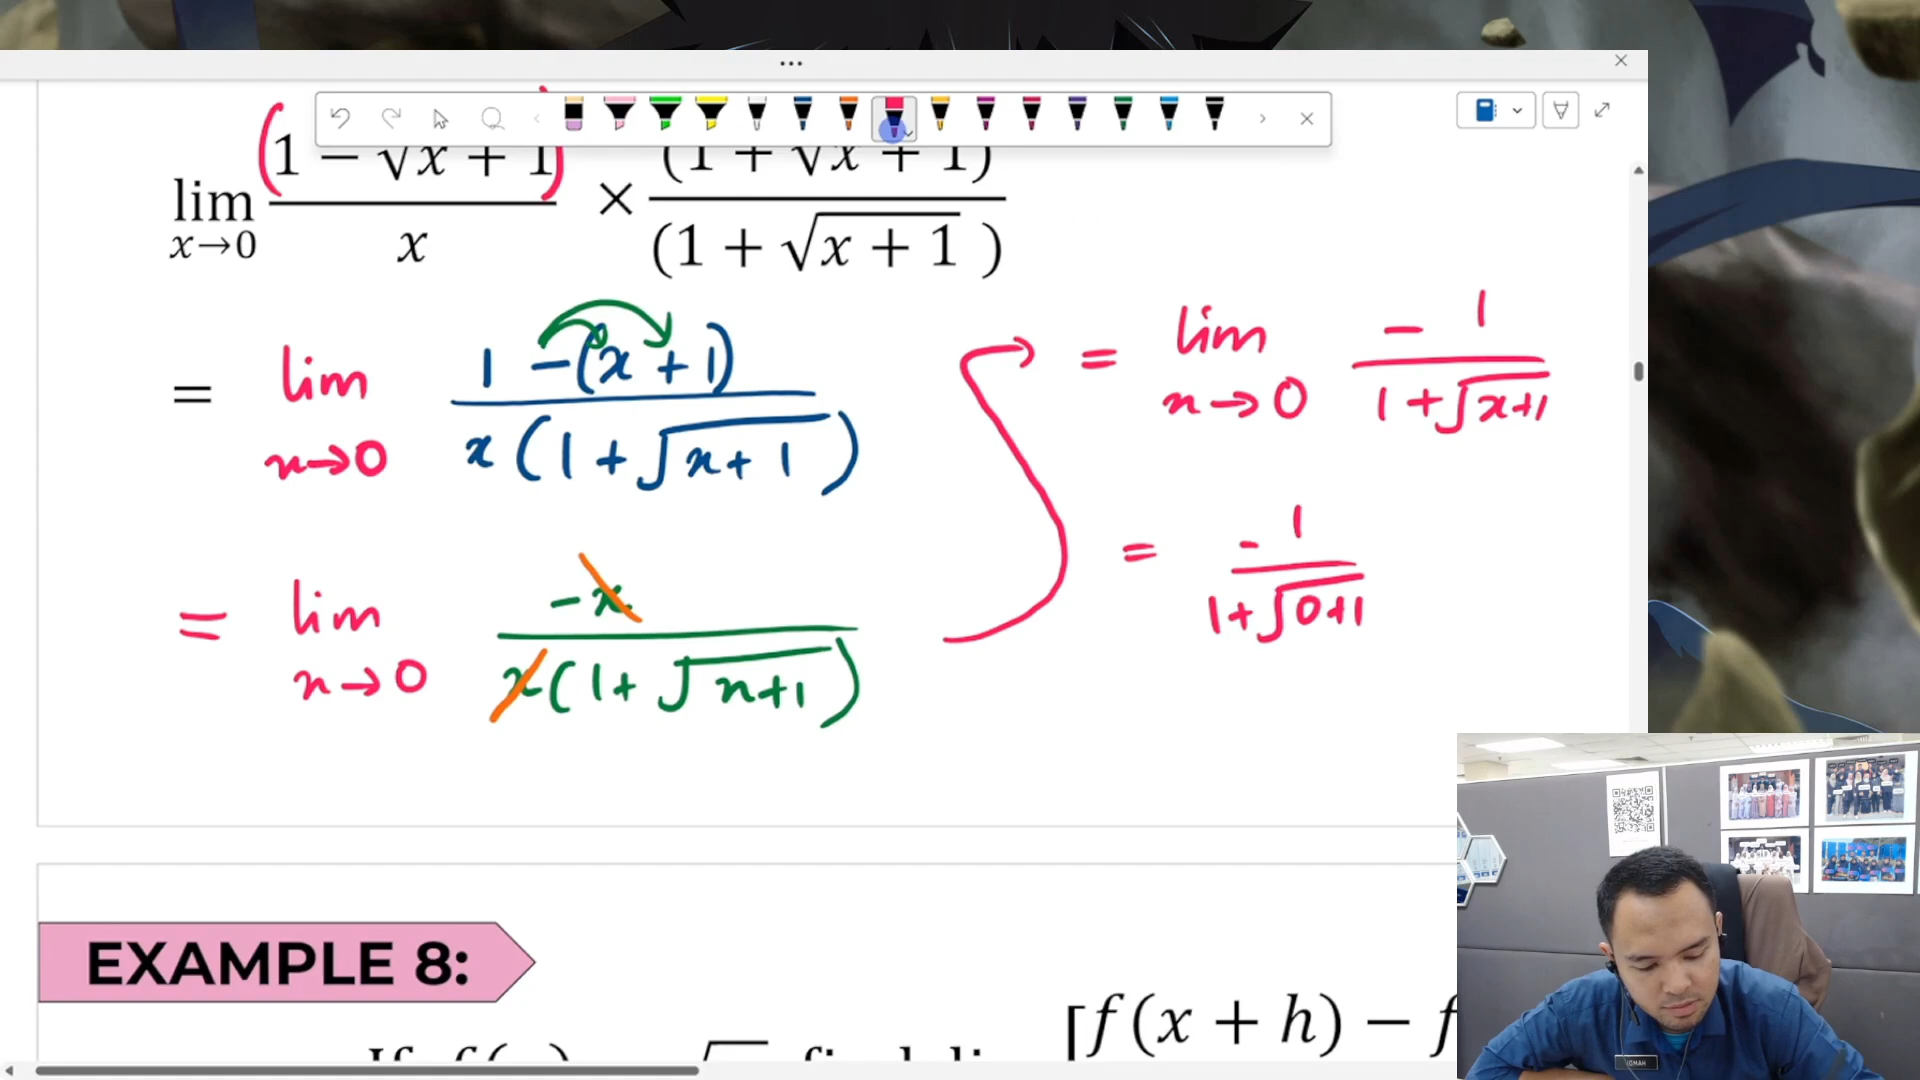 lim x→0 (1 − √x + 1) / x × (1 + √x + 1) / (1 + √x + 1 )
= lim x→0 1 −(x + 1) / x(1 + √x + 1)
= lim x→0 −x / x(1 + √x+1)
= lim x→0 − 1 / 1 + √x+1
= - 1 / 1+√0+1
EXAMPLE 8:
[f(x + h) − f